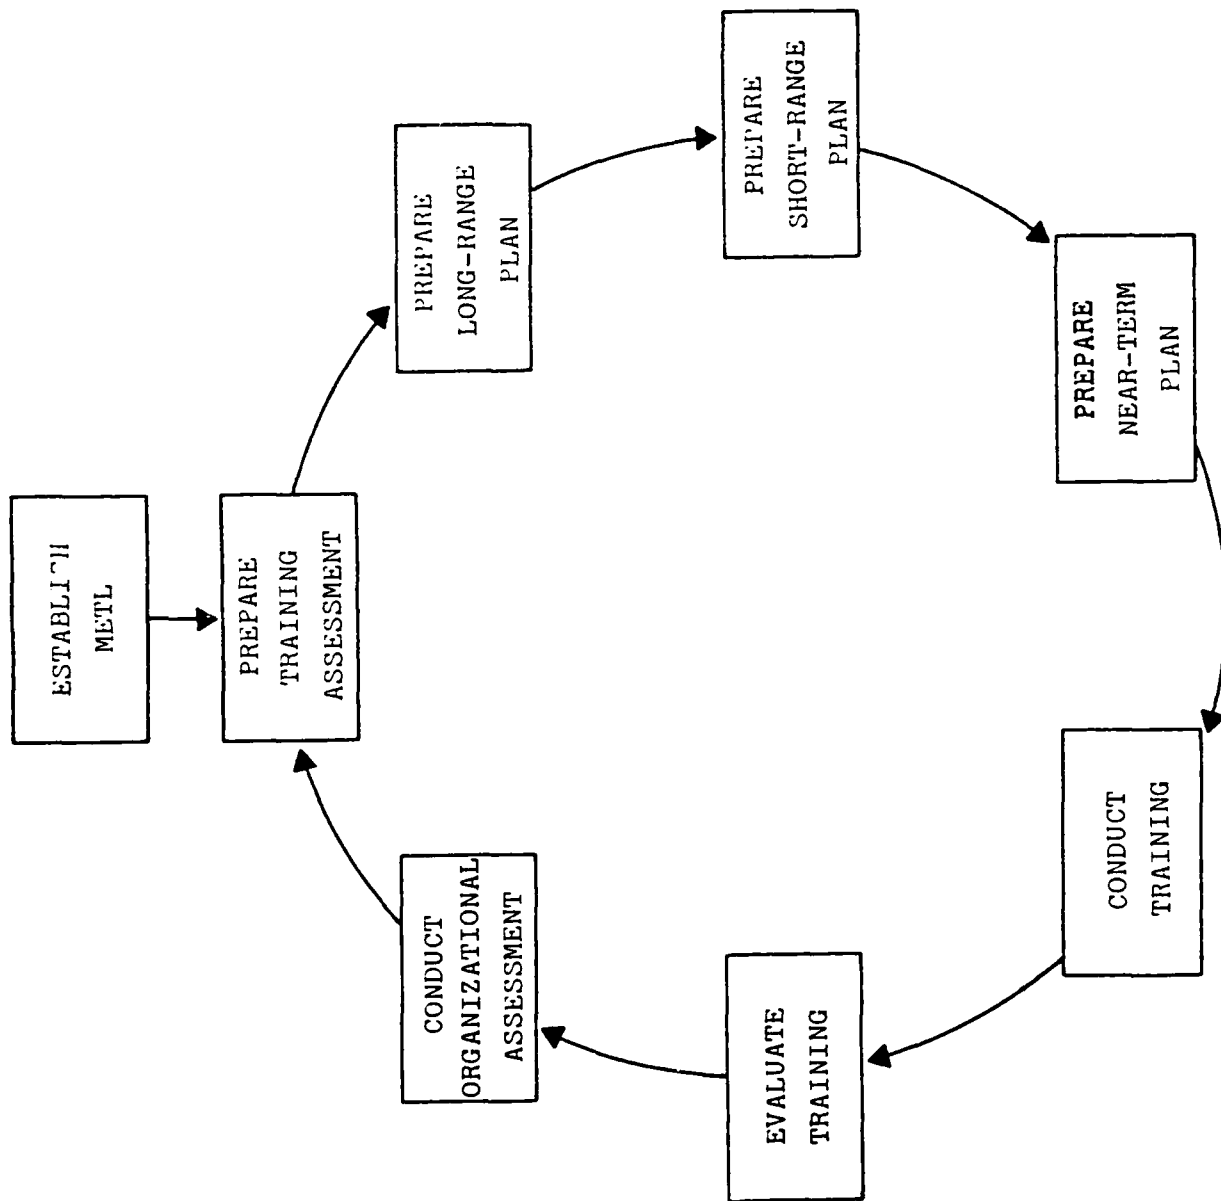 ESTABLISH
METL
PREPARE
TRAINING
ASSESSMENT
PREPARE
LONG-RANGE
PLAN
PREPARE
SHORT-RANGE
PLAN
PREPARE
NEAR-TERM
PLAN
CONDUCT
TRAINING
EVALUATE
TRAINING
CONDUCT
ORGANIZATIONAL
ASSESSMENT